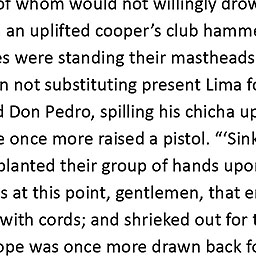 of whom would not willingly drow
an uplifted cooper's club hamme
es were standing their mastheads
n not substituting present Lima fo
d Don Pedro, spilling his chicha up
e once more raised a pistol. "'Sink
planted their group of hands upon
s at this point, gentlemen, that e
with cords; and shrieked out for t
ope was once more drawn back fo